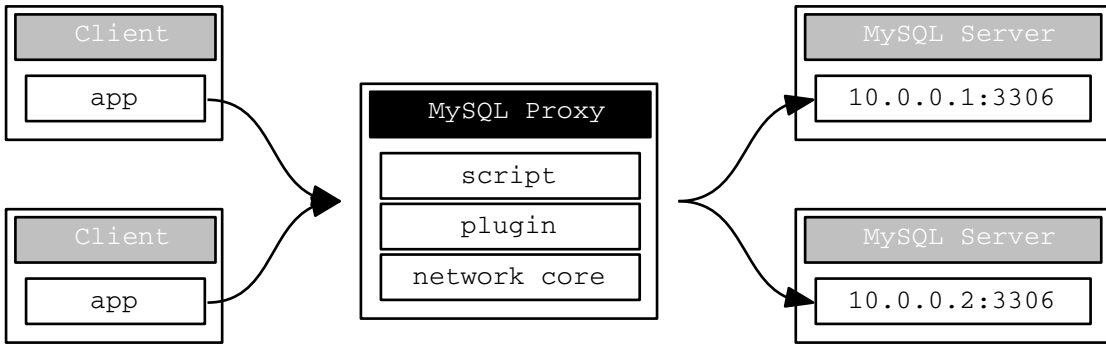 Client
app
Client
app
MySQL Proxy
script
plugin
network core
MySQL Server
10.0.0.1:3306
MySQL Server
10.0.0.2:3306